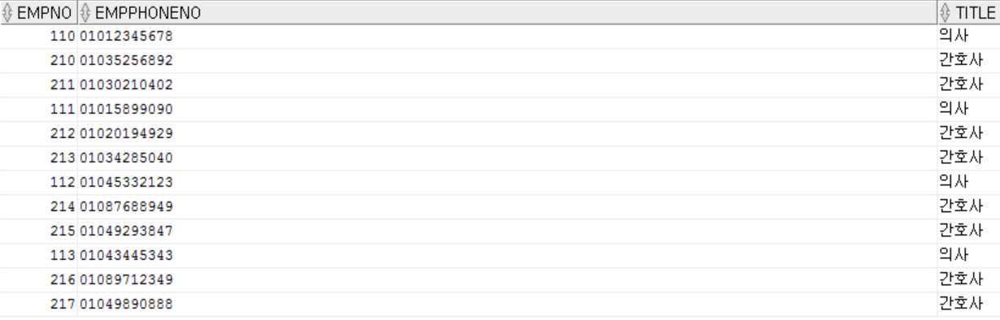 EMPNO EMPPHONENO TITLE
110 01012345678 의사
210 01035256892 간호사
211 01030210402 간호사
111 01015899090 의사
212 01020194929 간호사
213 01034285040 간호사
112 01045332123 의사
214 01087688949 간호사
215 01049293847 간호사
113 01043445343 의사
216 01089712349 간호사
217 01049890888 간호사